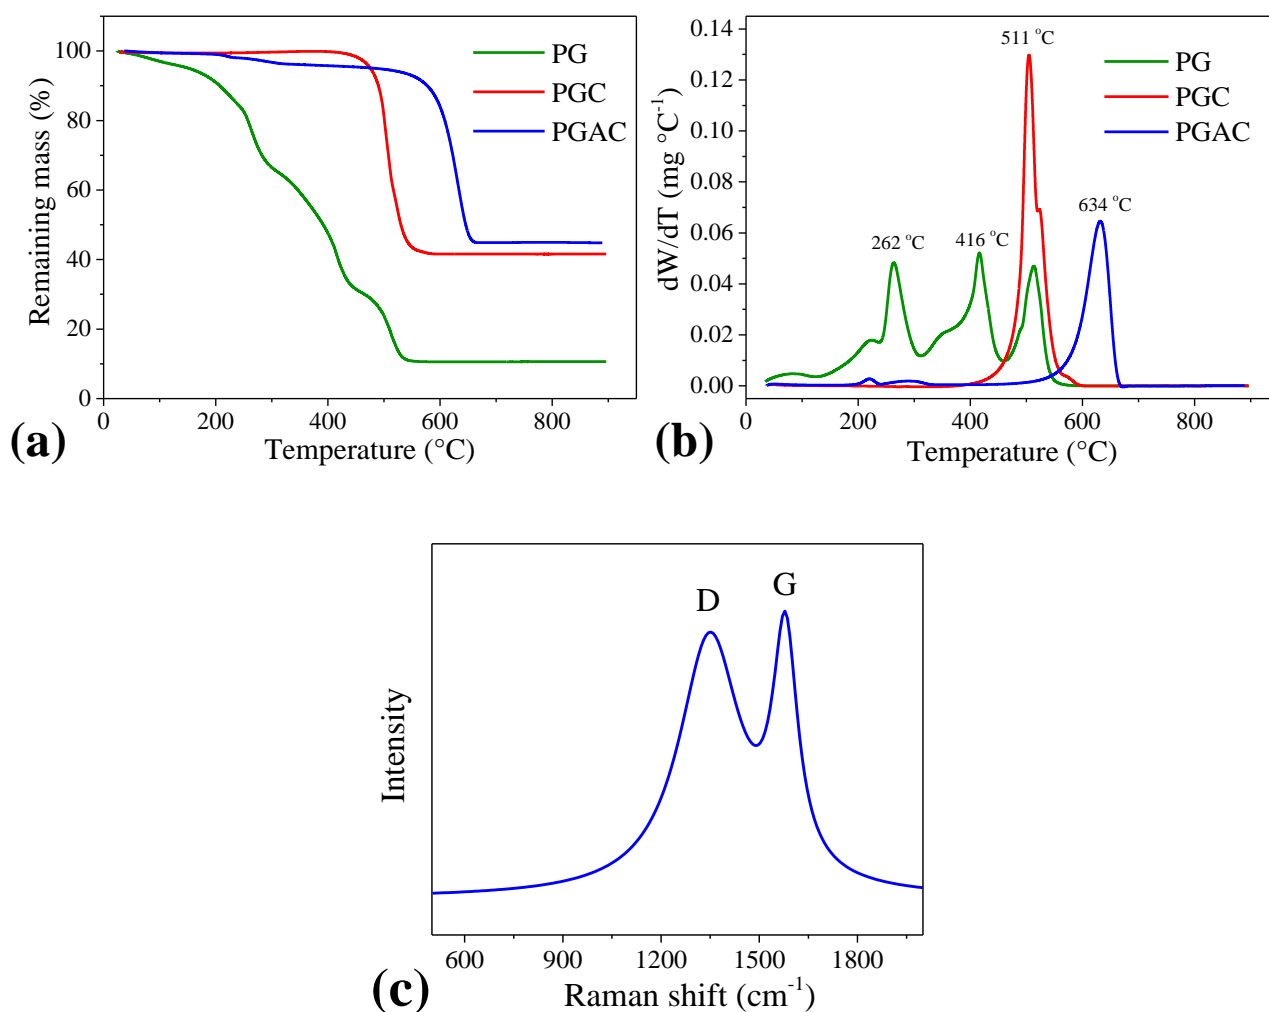 100
80
60
40
20
0
Remaining mass (%)
PG
PGC
PGAC
0 200 400 600 800
Temperature (°C)
(a)
0.14
0.12
0.10
0.08
0.06
0.04
0.02
0.00
dW/dT (mg °C⁻¹)
511 °C
PG
PGC
PGAC
262 °C 416 °C 634 °C
0 200 400 600 800
Temperature (°C)
(b)
D G
Intensity
600 900 1200 1500 1800
Raman shift (cm⁻¹)
(c)